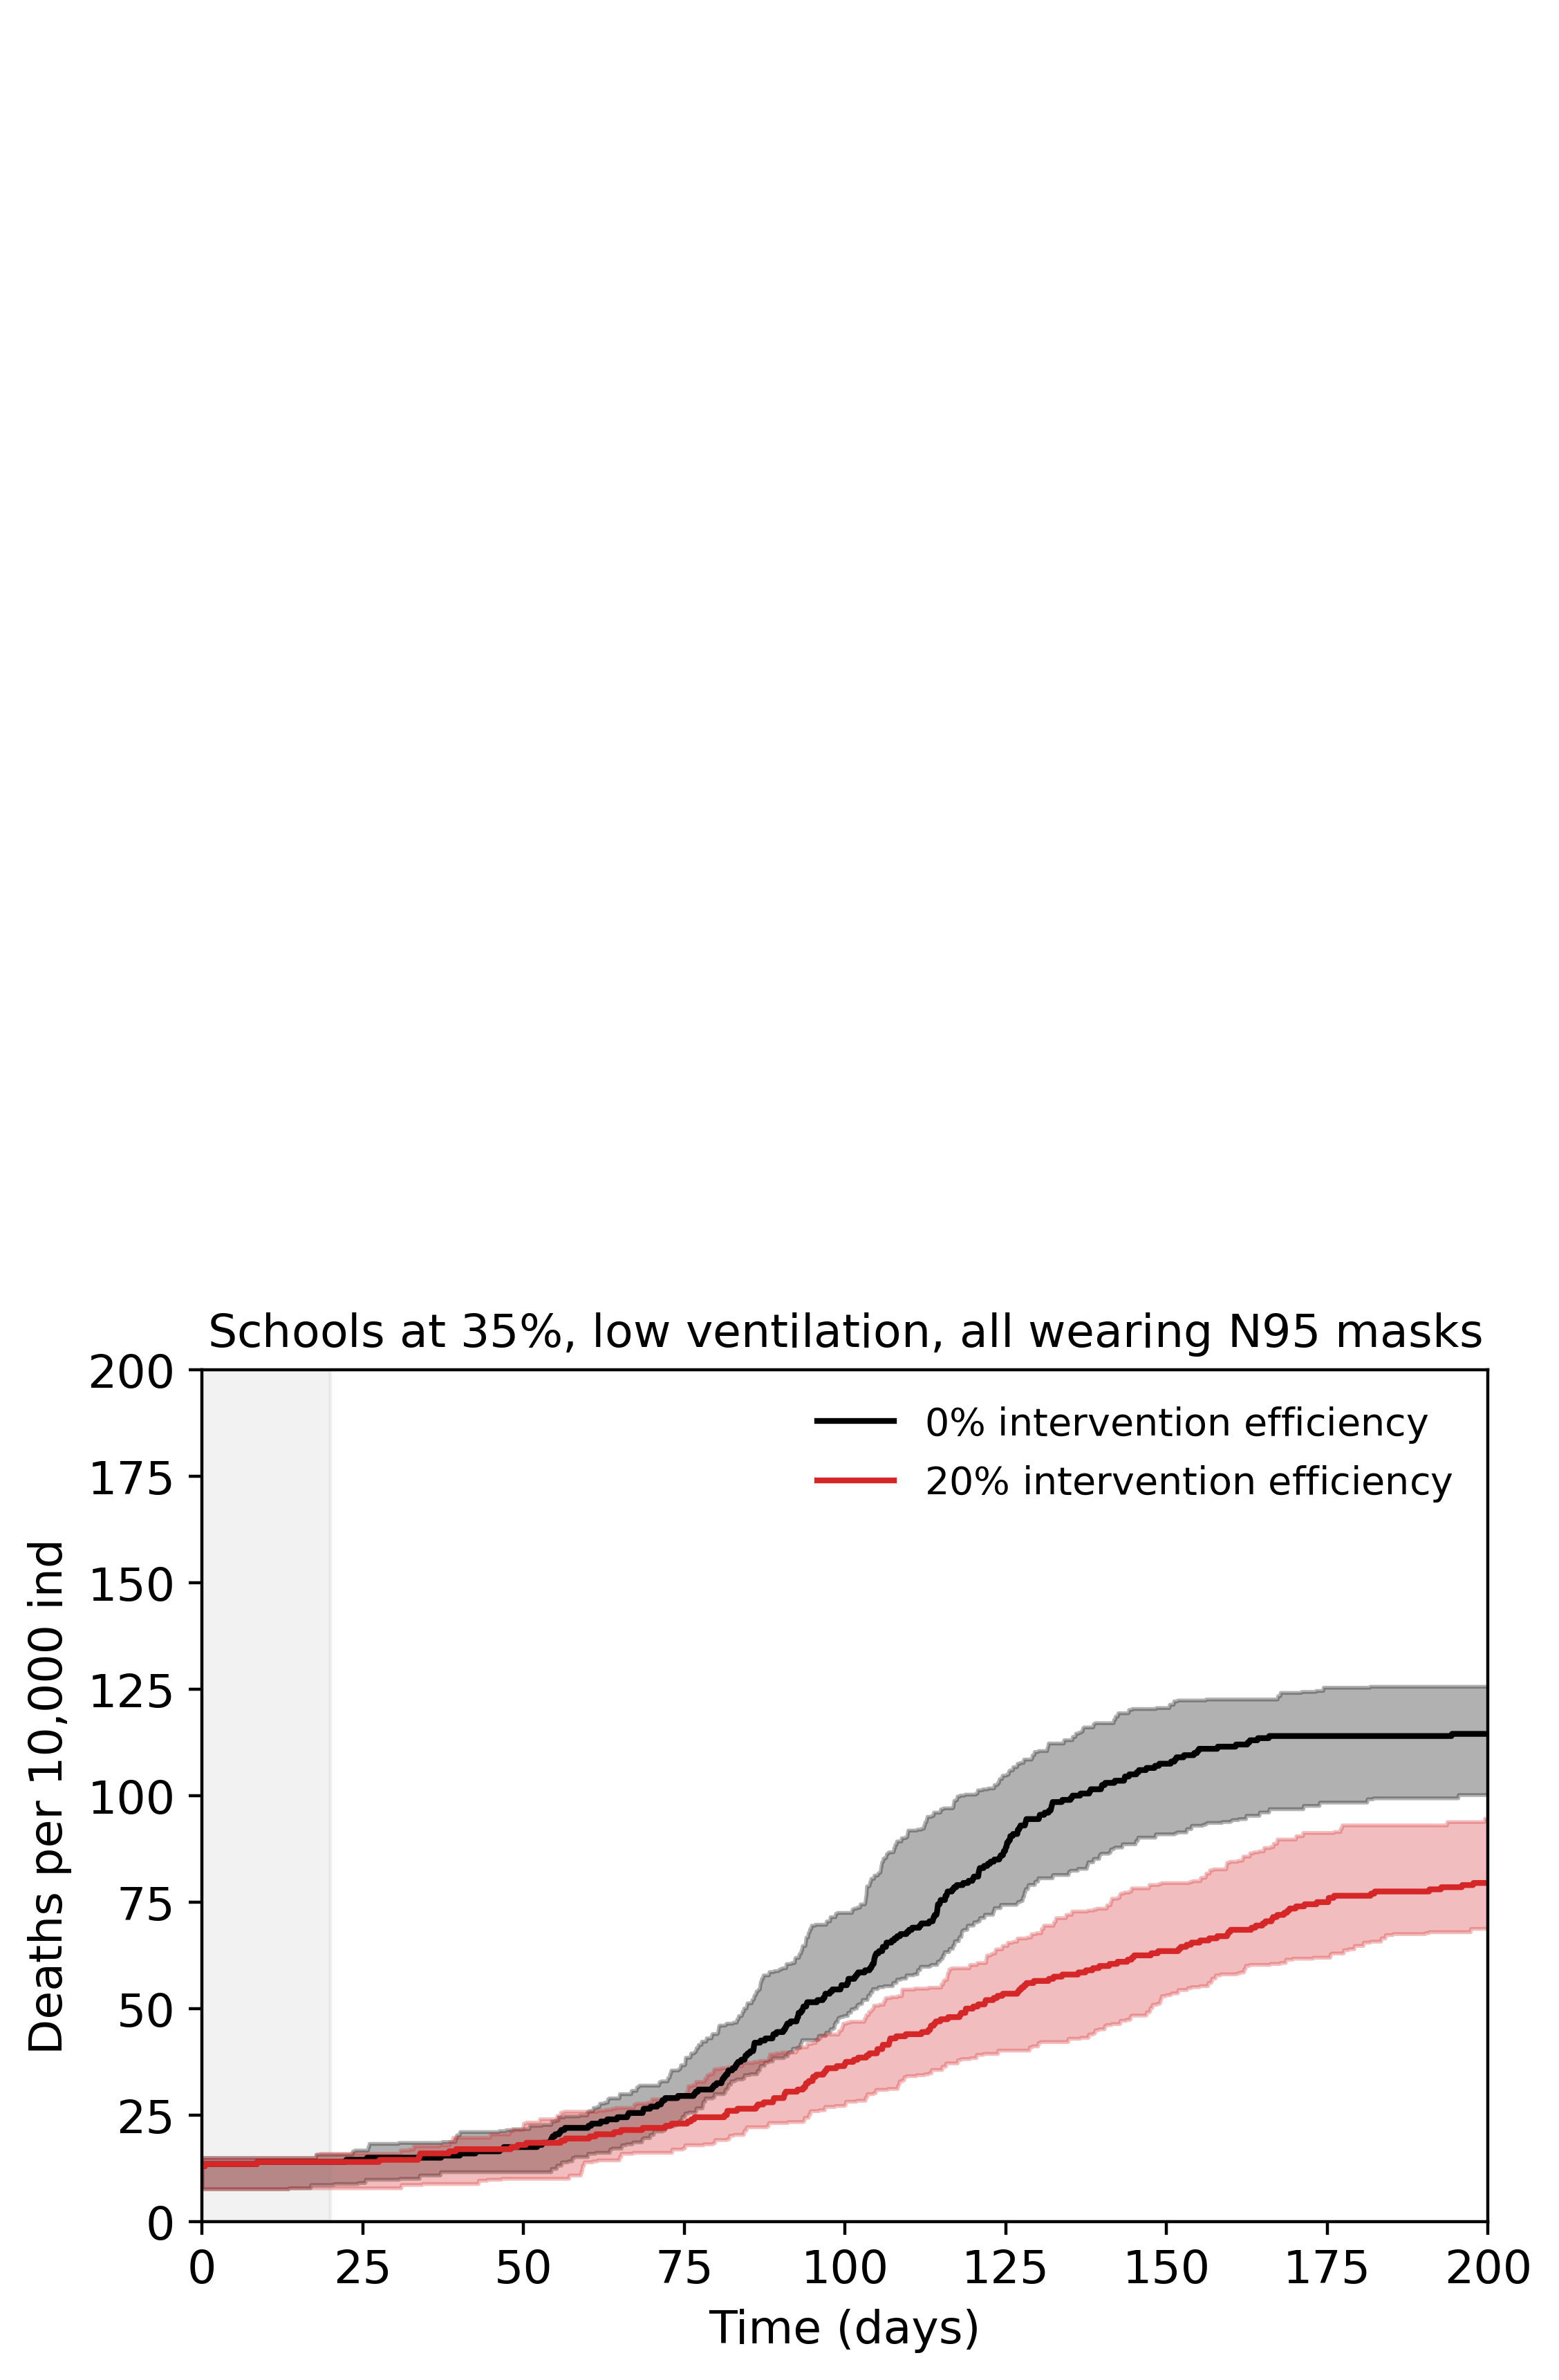 Schools at 35%, low ventilation, all wearing N95 masks
200
175
150
125
100
75
50
25
0
Deaths per 10,000 ind
0% intervention efficiency
20% intervention efficiency
0 25 50 75 100 125 150 175 200
Time (days)